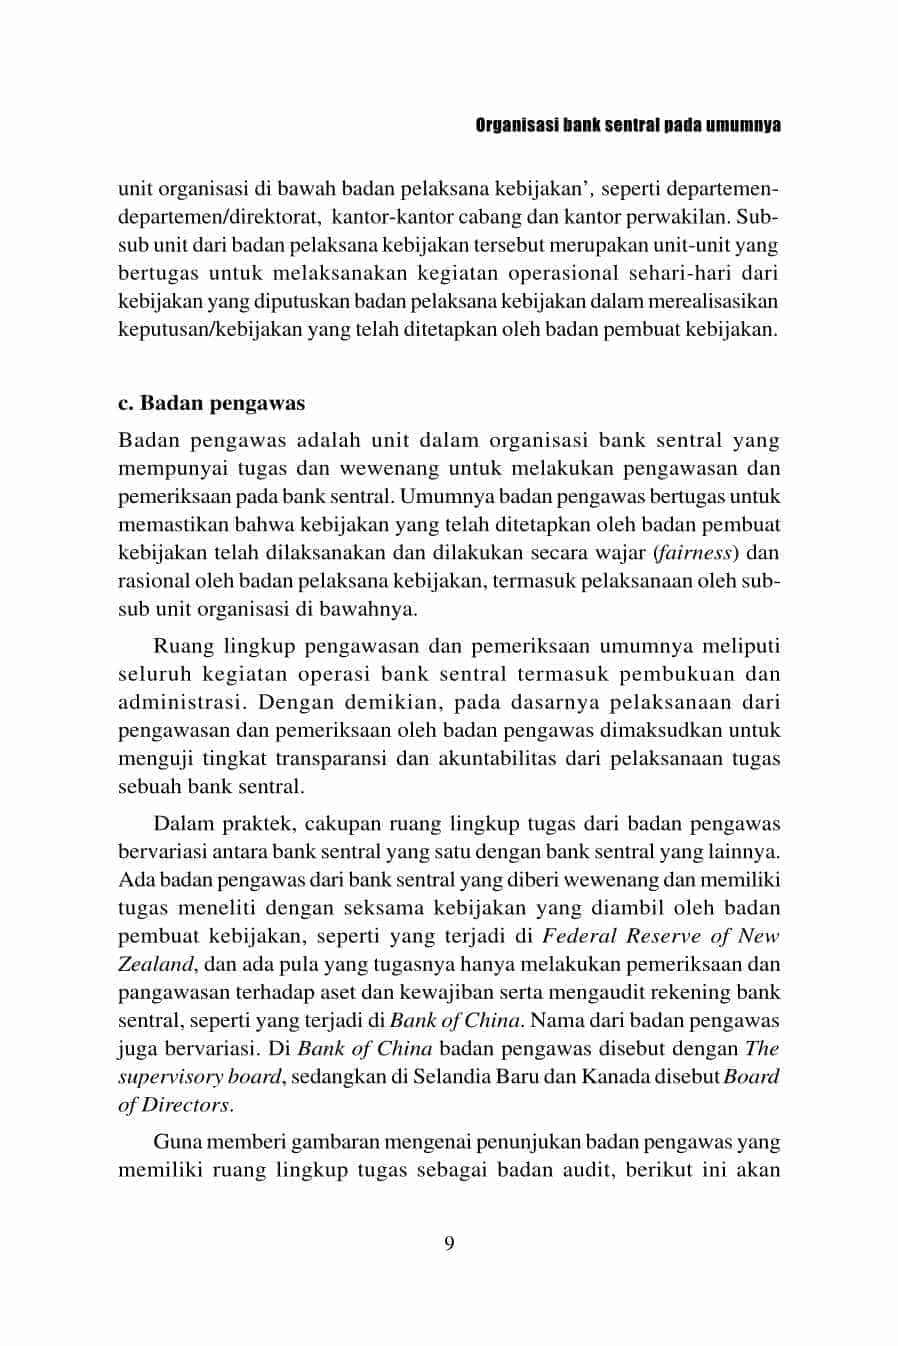 Organisasi bank sentral pada umumnya
unit organisasi di bawah badan pelaksana kebijakan’, seperti departemen-
departemen/direktorat, kantor-kantor cabang dan kantor perwakilan. Sub-
sub unit dari badan pelaksana kebijakan tersebut merupakan unit-unit yang
bertugas untuk melaksanakan kegiatan operasional sehari-hari dari
kebijakan yang diputuskan badan pelaksana kebijakan dalam merealisasikan
keputusan/kebijakan yang telah ditetapkan oleh badan pembuat kebijakan.
c. Badan pengawas
Badan pengawas adalah unit dalam organisasi bank sentral yang
mempunyai tugas dan wewenang untuk melakukan pengawasan dan
pemeriksaan pada bank sentral. Umumnya badan pengawas bertugas untuk
memastikan bahwa kebijakan yang telah ditetapkan oleh badan pembuat
kebijakan telah dilaksanakan dan dilakukan secara wajar (fairness) dan
rasional oleh badan pelaksana kebijakan, termasuk pelaksanaan oleh sub-
sub unit organisasi di bawahnya.
Ruang lingkup pengawasan dan pemeriksaan umumnya meliputi
seluruh kegiatan operasi bank sentral termasuk pembukuan dan
administrasi. Dengan demikian, pada dasarnya pelaksanaan dari
pengawasan dan pemeriksaan oleh badan pengawas dimaksudkan untuk
menguji tingkat transparansi dan akuntabilitas dari pelaksanaan tugas
sebuah bank sentral.
Dalam praktek, cakupan ruang lingkup tugas dari badan pengawas
bervariasi antara bank sentral yang satu dengan bank sentral yang lainnya.
Ada badan pengawas dari bank sentral yang diberi wewenang dan memiliki
tugas meneliti dengan seksama kebijakan yang diambil oleh badan
pembuat kebijakan, seperti yang terjadi di Federal Reserve of New
Zealand, dan ada pula yang tugasnya hanya melakukan pemeriksaan dan
pangawasan terhadap aset dan kewajiban serta mengaudit rekening bank
sentral, seperti yang terjadi di Bank of China. Nama dari badan pengawas
juga bervariasi. Di Bank of China badan pengawas disebut dengan The
supervisory board, sedangkan di Selandia Baru dan Kanada disebut Board
of Directors.
Guna memberi gambaran mengenai penunjukan badan pengawas yang
memiliki ruang lingkup tugas sebagai badan audit, berikut ini akan
9